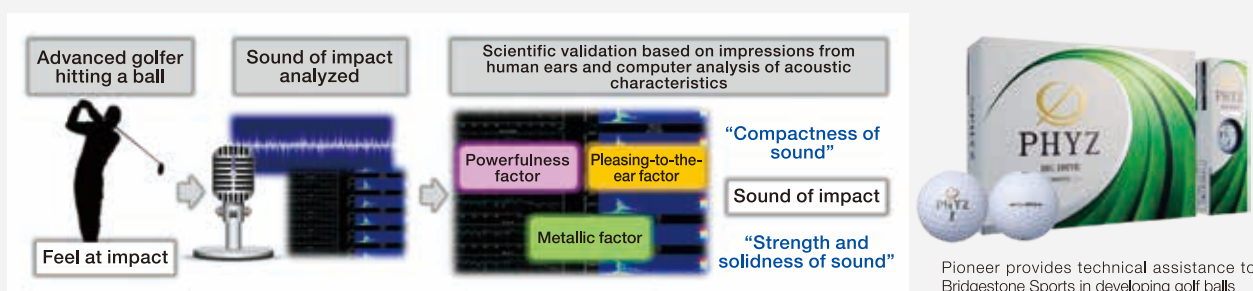 Advanced golfer
hitting a ball
Feel at impact
Sound of impact
analyzed
Scientific validation based on impressions from
human ears and computer analysis of acoustic
characteristics
Powerfulness
factor
Pleasing-to-the-
ear factor
Metallic factor
“Compactness of
sound”
Sound of impact
“Strength and
solidness of sound”
PHYZ
PHYZ
PHYZ
Pioneer provides technical assistance to
Bridgestone Sports in developing golf balls